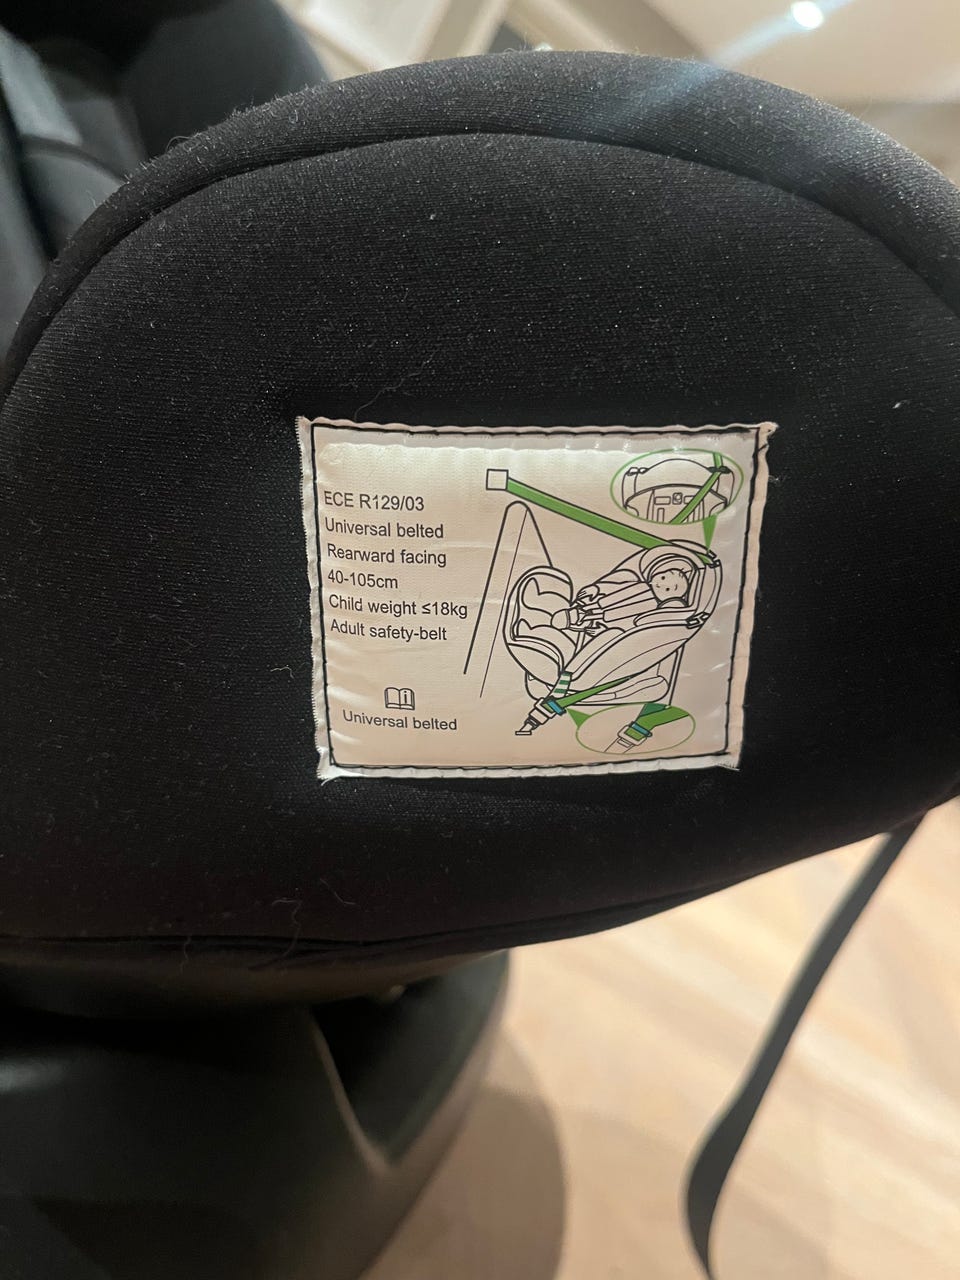 ECE R129/03
Universal belted
Rearward facing
40-105cm
Child weight ≤18kg
Adult safety-belt
Universal belted